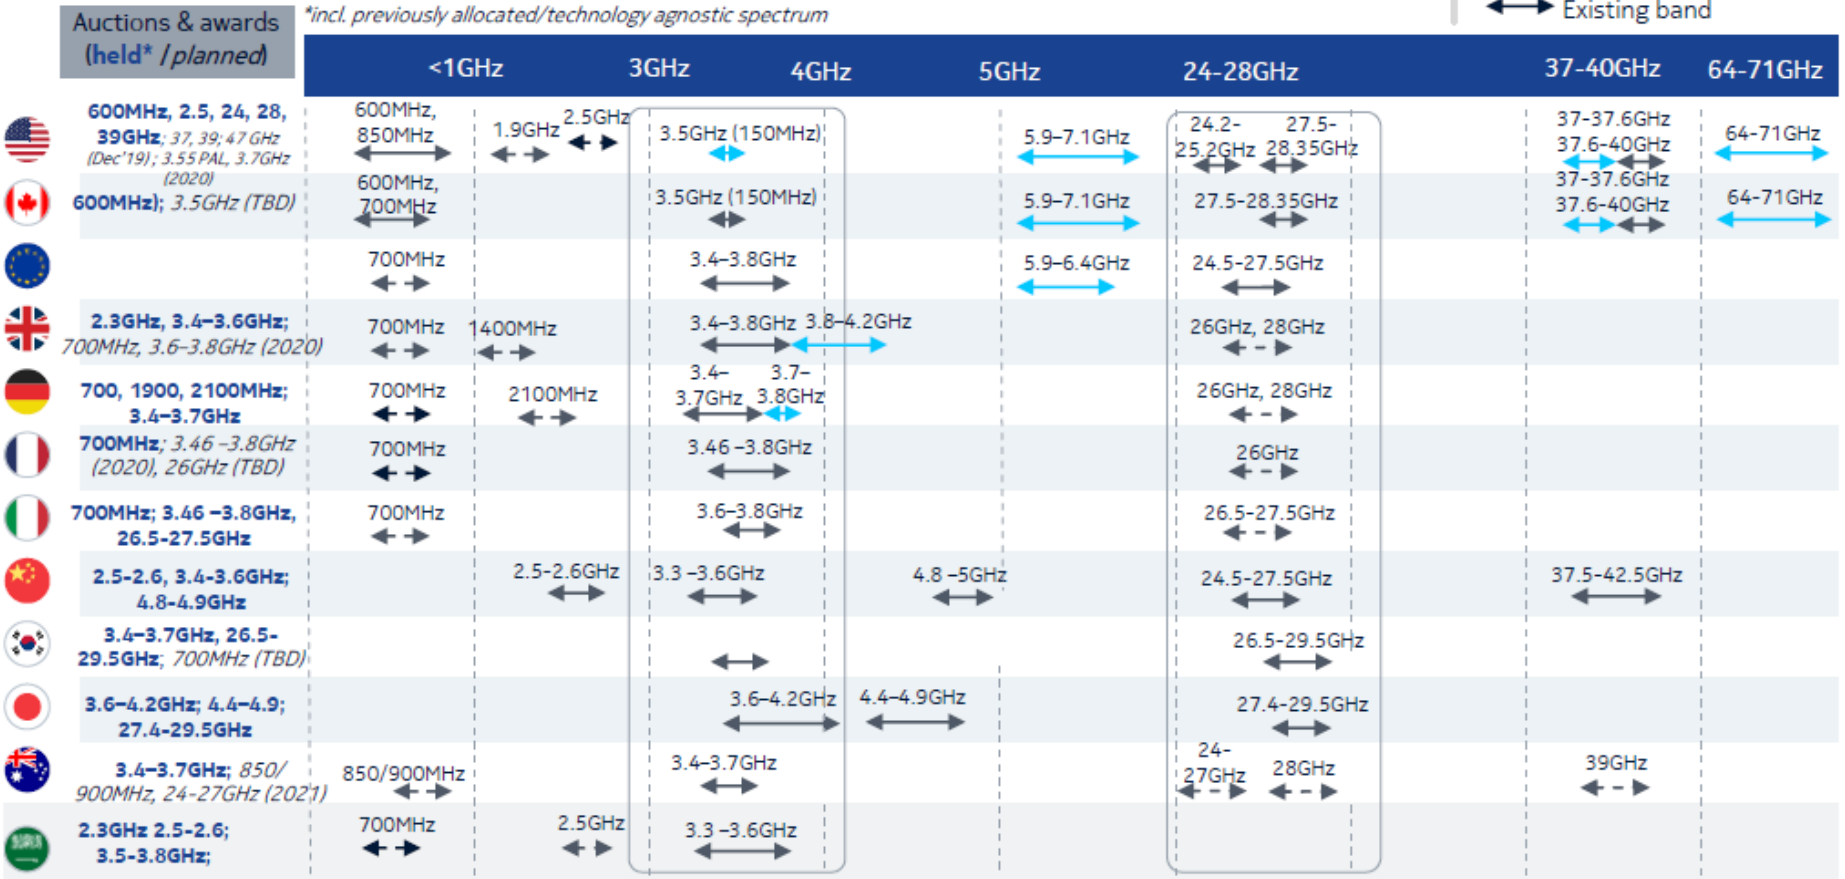 *incl. previously allocated/technology agnostic spectrum
Existing band
Auctions & awards
(held* / planned)
<1GHz 3GHz 4GHz 5GHz 24-28GHz 37-40GHz 64-71GHz
600MHz, 2.5, 24, 28,
39GHz; 37, 39; 47 GHz
(Dec'19) ; 3.55 PAL, 3.7GHz
(2020)
600MHz,
850MHz
1.9GHz
2.5GHz
3.5GHz (150MHz)
5.9–7.1GHz
24.2-
25.2GHz
27.5-
28.35GHz
37-37.6GHz
37.6-40GHz
64-71GHz
600MHz); 3.5GHz (TBD)
600MHz,
700MHz
3.5GHz (150MHz)
5.9–7.1GHz
27.5-28.35GHz
37-37.6GHz
37.6-40GHz
64-71GHz
700MHz
3.4–3.8GHz
5.9–6.4GHz
24.5-27.5GHz
2.3GHz, 3.4–3.6GHz;
700MHz, 3.6–3.8GHz (2020)
700MHz
1400MHz
3.4–3.8GHz
3.8–4.2GHz
26GHz, 28GHz
700, 1900, 2100MHz;
3.4–3.7GHz
700MHz
2100MHz
3.4–
3.7GHz
3.7–
3.8GHz
26GHz, 28GHz
700MHz; 3.46 –3.8GHz
(2020), 26GHz (TBD)
700MHz
3.46 –3.8GHz
26GHz
700MHz; 3.46 –3.8GHz,
26.5-27.5GHz
700MHz
3.6–3.8GHz
26.5-27.5GHz
2.5-2.6, 3.4-3.6GHz;
4.8-4.9GHz
2.5-2.6GHz
3.3 –3.6GHz
4.8 –5GHz
24.5-27.5GHz
37.5-42.5GHz
3.4–3.7GHz, 26.5-
29.5GHz; 700MHz (TBD)
26.5-29.5GHz
3.6–4.2GHz; 4.4–4.9;
27.4-29.5GHz
3.6–4.2GHz
4.4–4.9GHz
27.4-29.5GHz
3.4–3.7GHz; 850/
900MHz, 24-27GHz (2021)
850/900MHz
3.4–3.7GHz
24-
27GHz
28GHz
39GHz
2.3GHz 2.5-2.6;
3.5-3.8GHz;
700MHz
2.5GHz
3.3 –3.6GHz